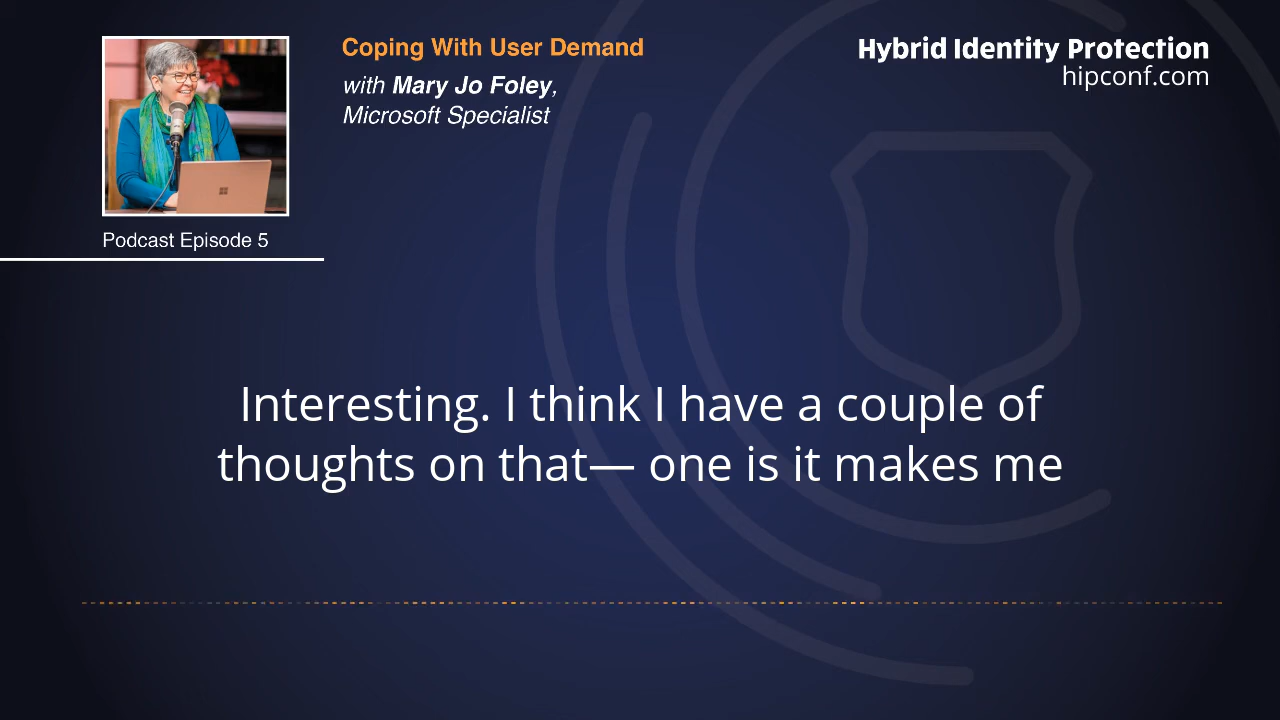 Coping With User Demand
with Mary Jo Foley,
Microsoft Specialist
Hybrid Identity Protection
hipconf.com
Podcast Episode 5
Interesting. I think I have a couple of
thoughts on that— one is it makes me